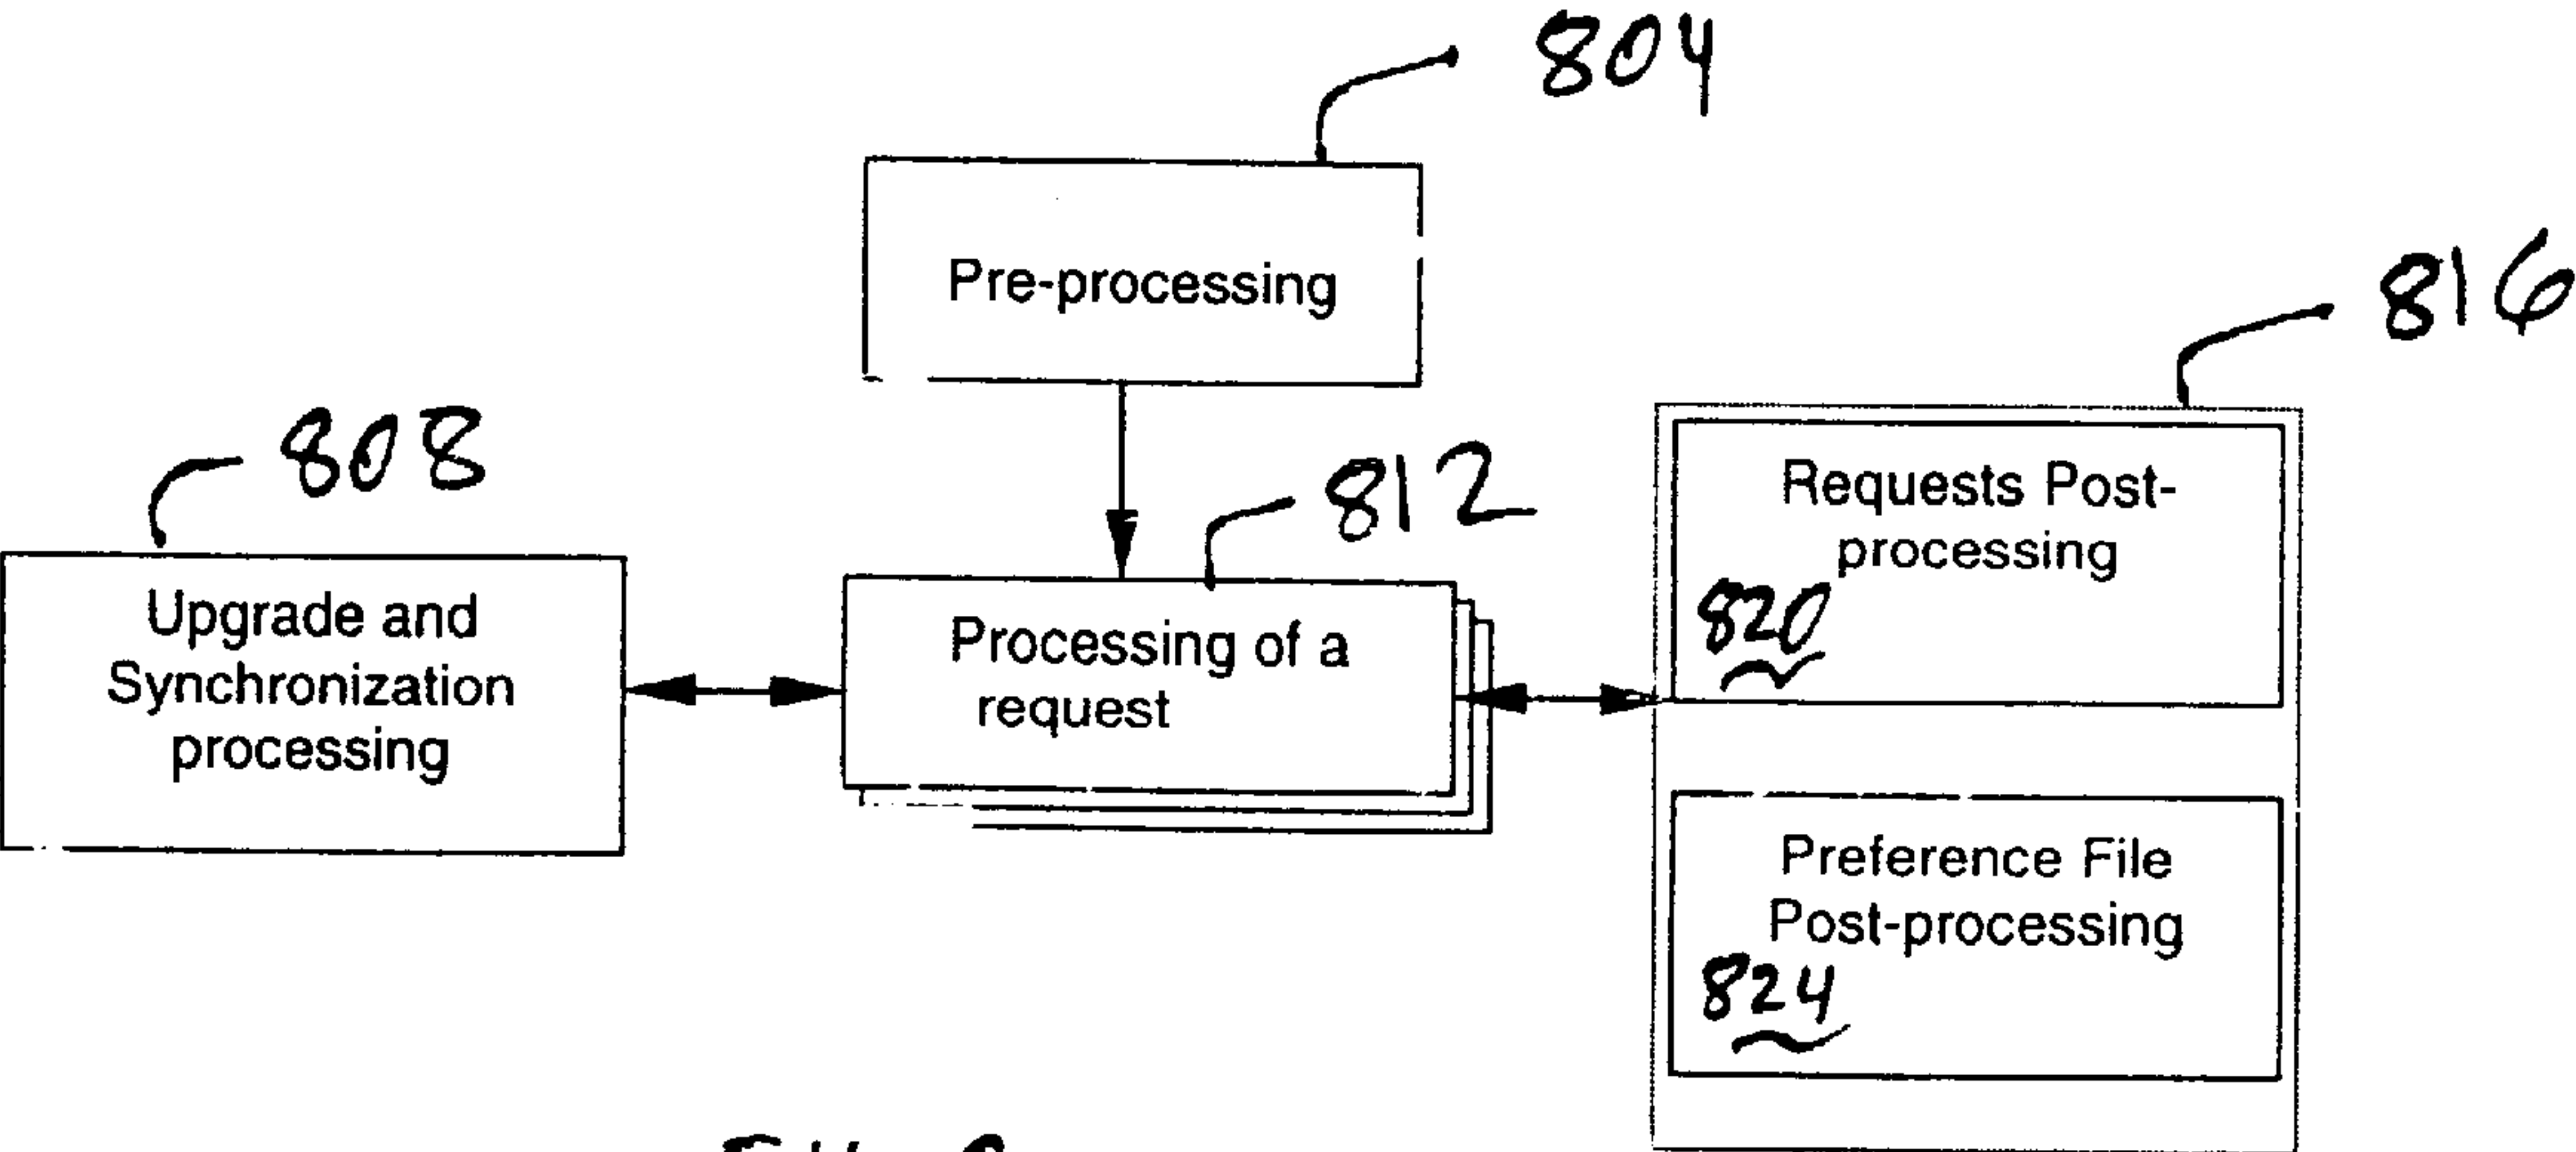 804
Pre-processing
816
808
812
Requests Post-
processing
820
Upgrade and
Synchronization
processing
Processing of a
request
Preference File
Post-processing
824